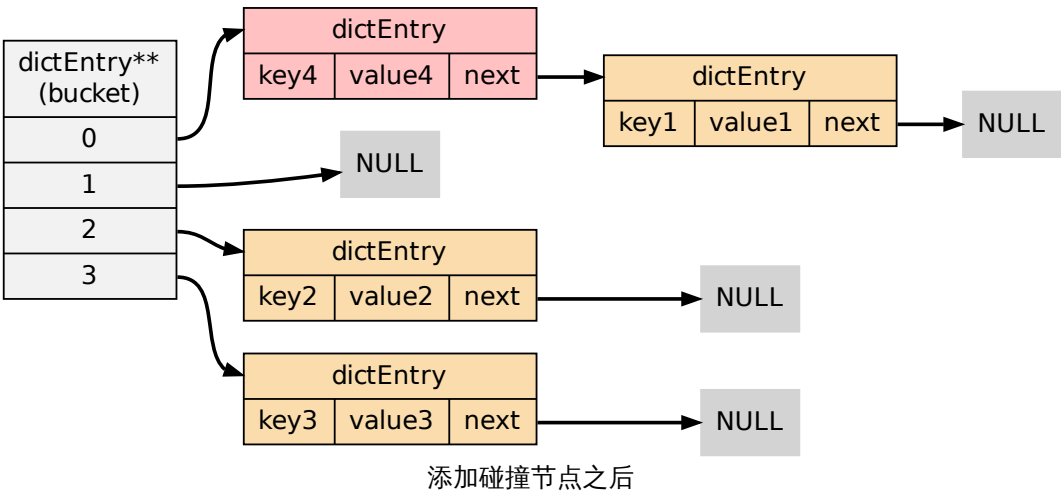 dictEntry**
(bucket)
0
1
2
3
dictEntry
key4 value4 next
dictEntry
key1 value1 next
NULL
NULL
dictEntry
key2 value2 next
NULL
dictEntry
key3 value3 next
NULL
添加碰撞节点之后